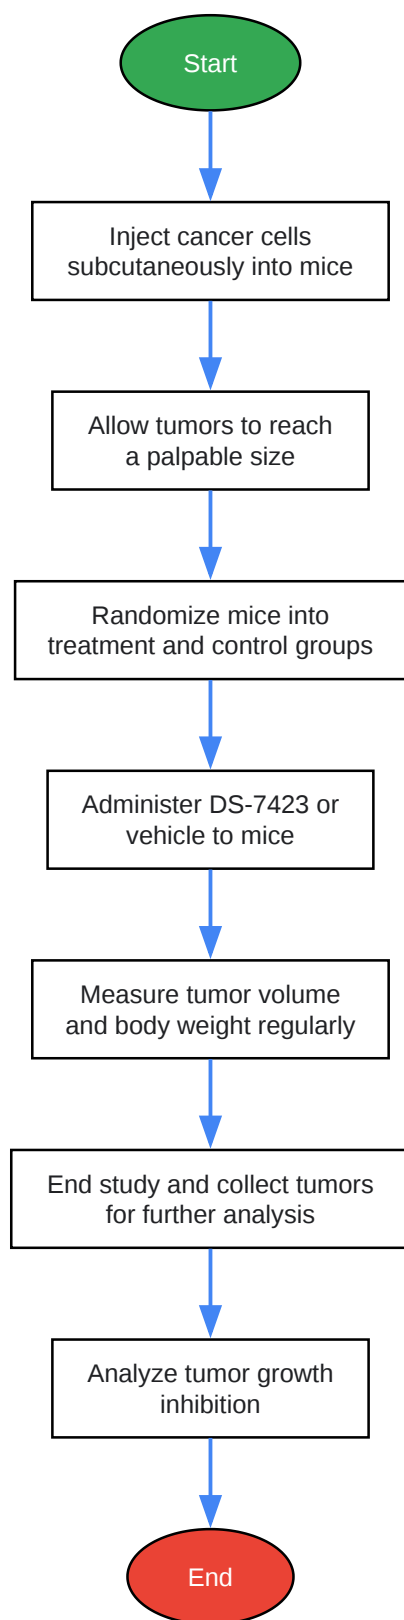 Start
Inject cancer cells
subcutaneously into mice
Allow tumors to reach
a palpable size
Randomize mice into
treatment and control groups
Administer DS-7423 or
vehicle to mice
Measure tumor volume
and body weight regularly
End study and collect tumors
for further analysis
Analyze tumor growth
inhibition
End